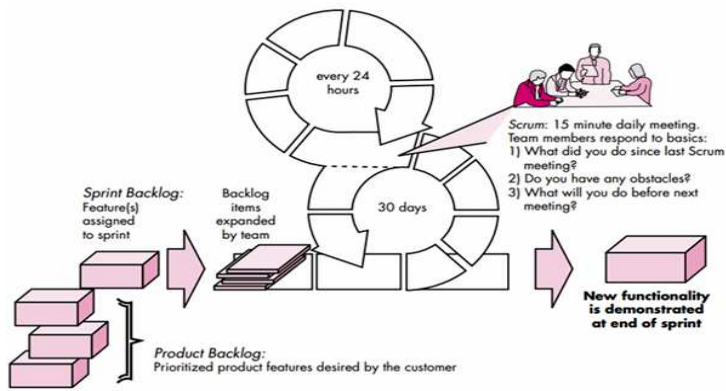 every 24
hours
Scrum: 15 minute daily meeting.
Team members respond to basics:
1) What did you do since last Scrum
meeting?
2) Do you have any obstacles?
3) What will you do before next
meeting?
Sprint Backlog:
Feature(s)
assigned
to sprint
Backlog
items
expanded
by team
30 days
New functionality
is demonstrated
at end of sprint
Product Backlog:
Prioritized product features desired by the customer